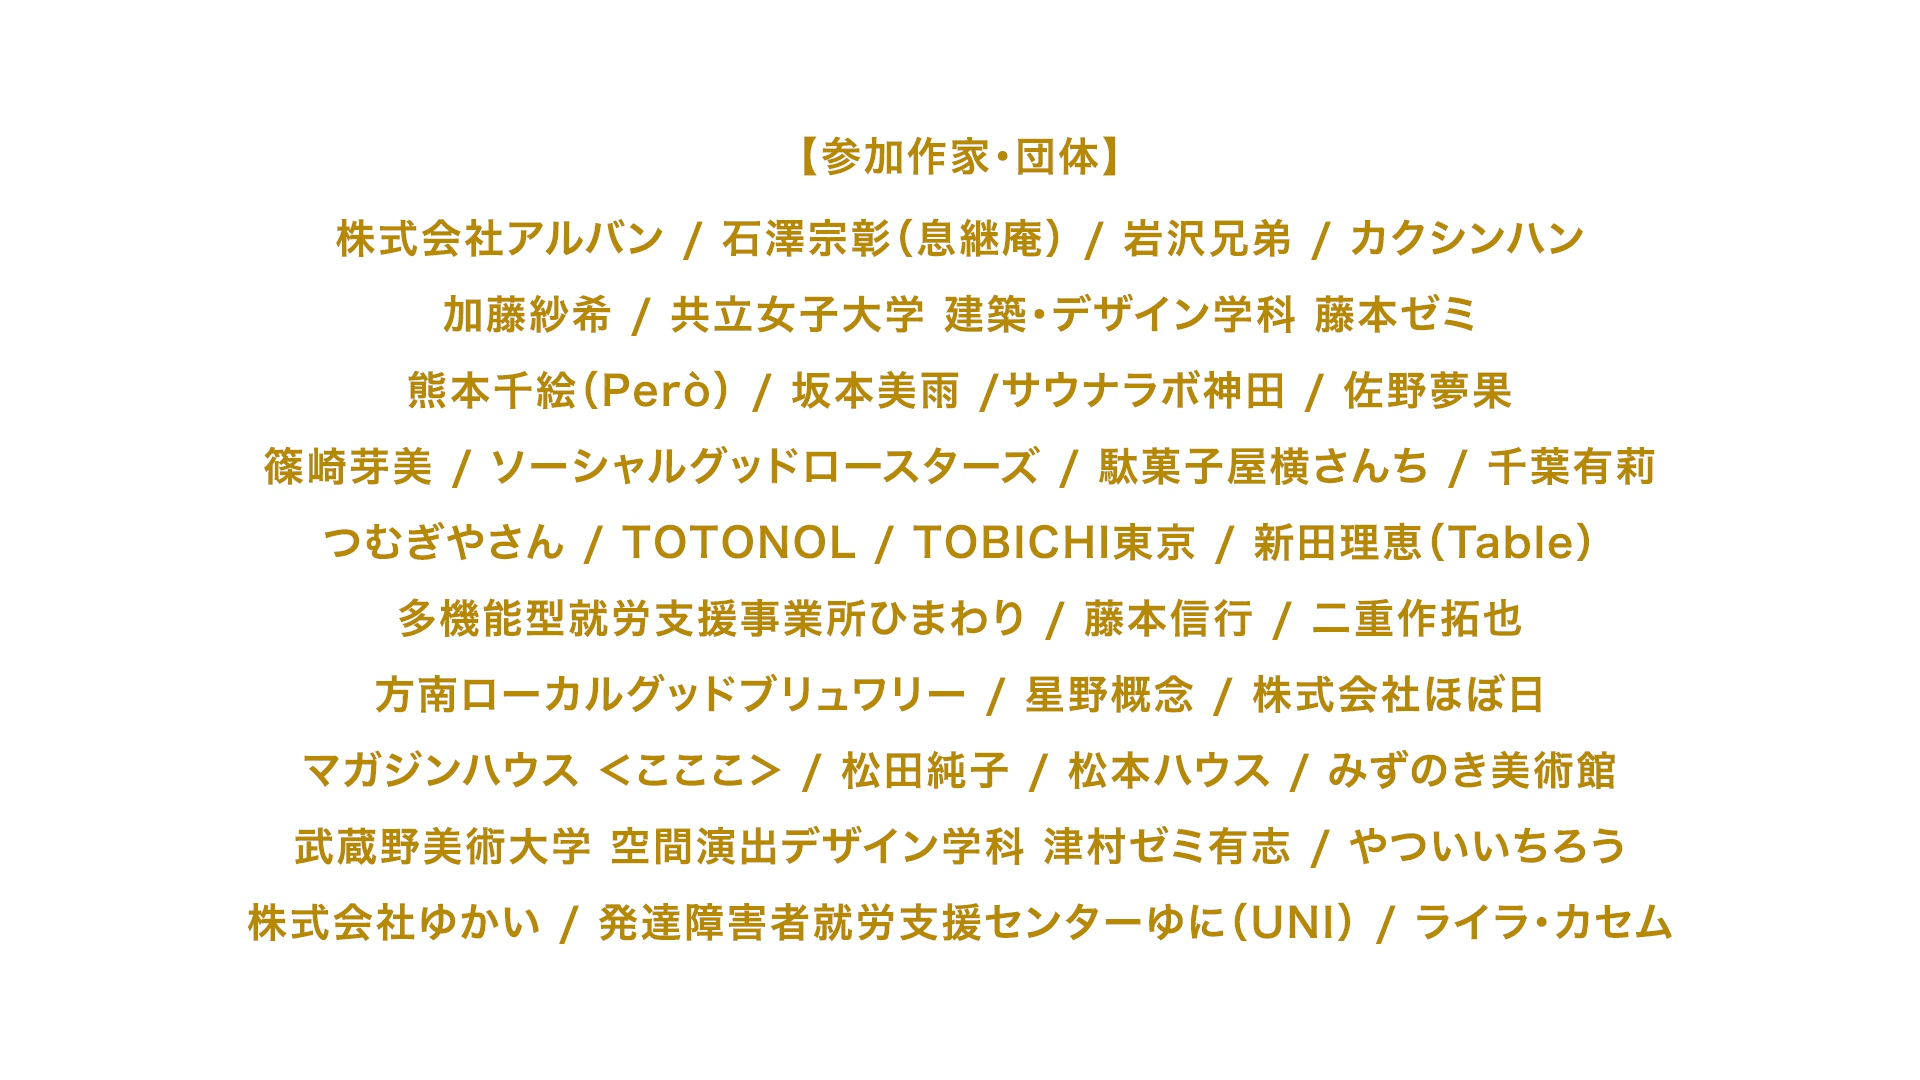 【参加作家・団体】
株式会社アルバン / 石澤宗彰（息継庵） / 岩沢兄弟 / カクシンハン
加藤紗希 / 共立女子大学 建築・デザイン学科 藤本ゼミ
熊本千絵（Però） / 坂本美雨 /サウナラボ神田 / 佐野夢果
篠崎芽美 / ソーシャルグッドロースターズ / 駄菓子屋横さんち / 千葉有莉
つむぎやさん / TOTONOL / TOBICHI東京 / 新田理恵（Table）
多機能型就労支援事業所ひまわり / 藤本信行 / 二重作拓也
方南ローカルグッドブリュワリー / 星野概念 / 株式会社ほぼ日
マガジンハウス ＜こここ＞ / 松田純子 / 松本ハウス / みずのき美術館
武蔵野美術大学 空間演出デザイン学科 津村ゼミ有志 / やついいちろう
株式会社ゆかい / 発達障害者就労支援センターゆに（UNI） / ライラ・カセム